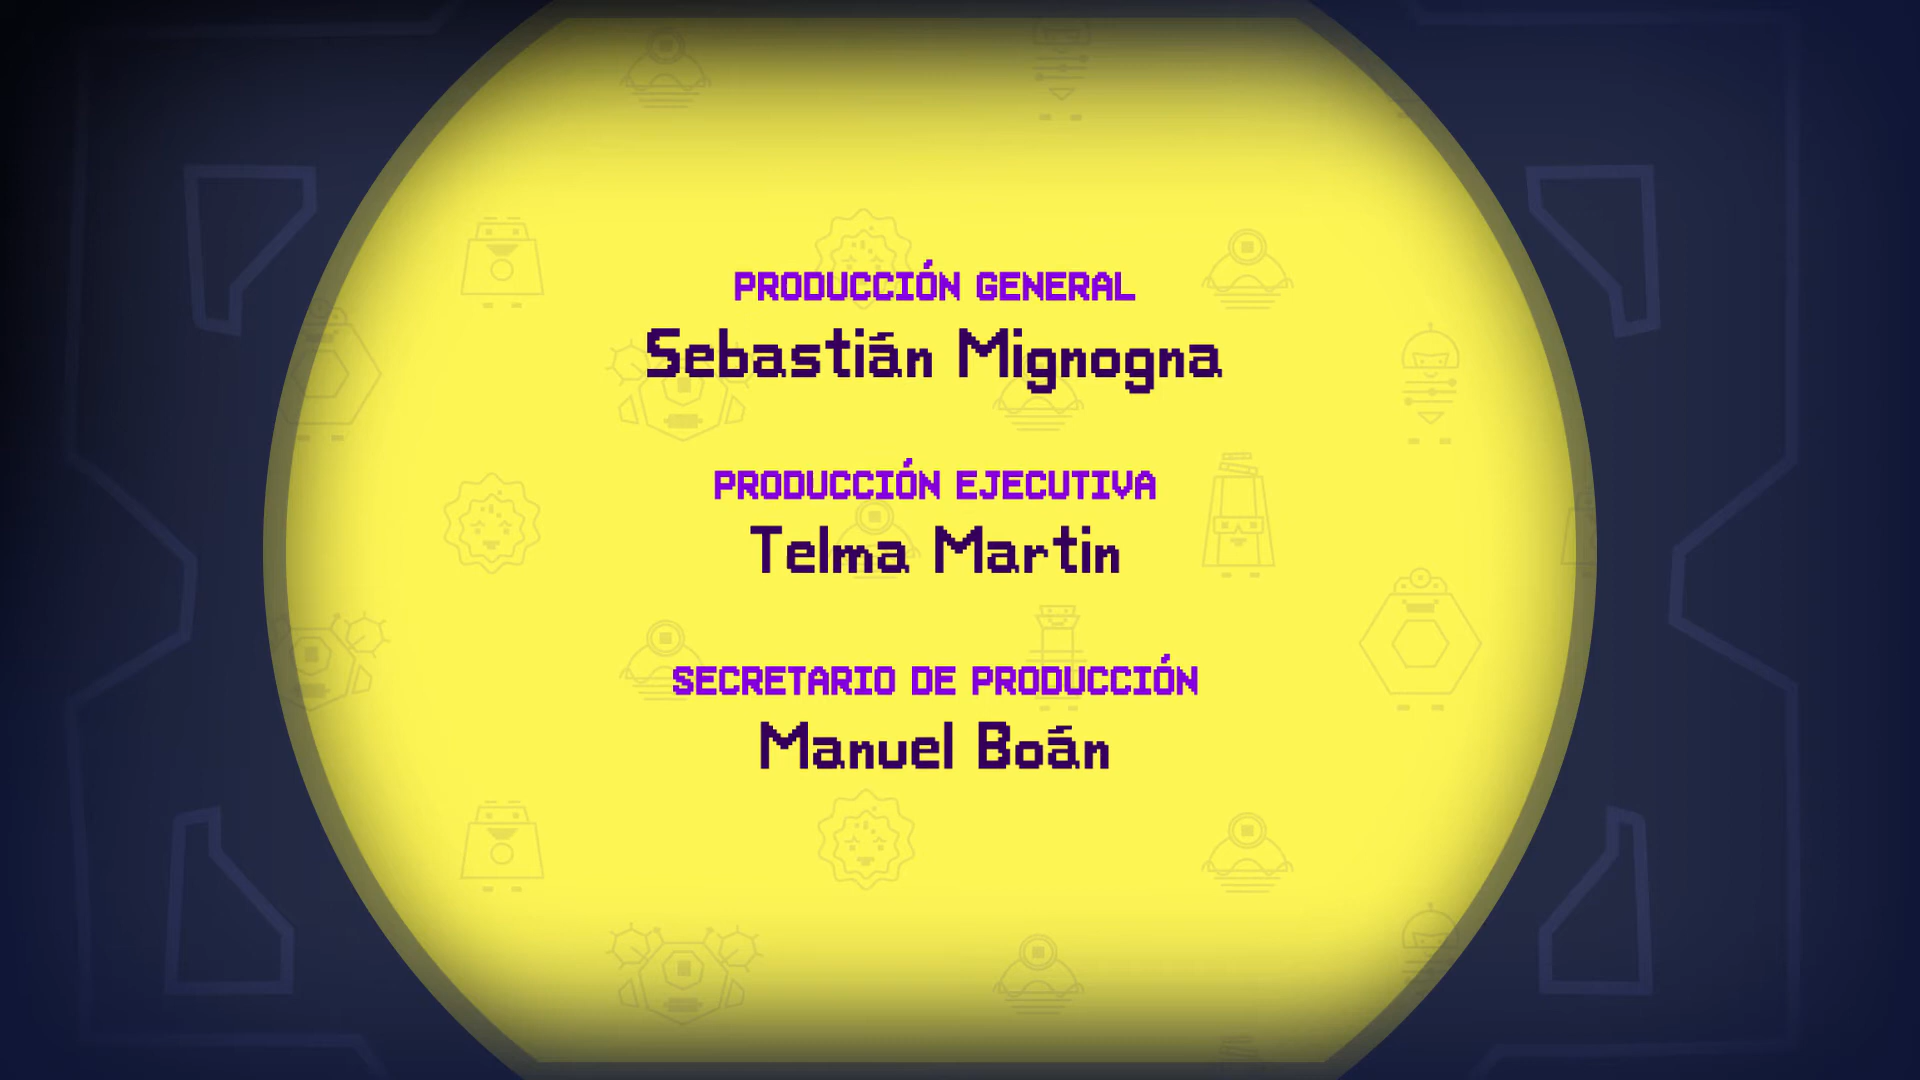 PRODUCCIÓN GENERAL
Sebastián Mignogna
PRODUCCIÓN EJECUTIVA
Telma Martin
SECRETARIO DE PRODUCCIÓN
Manuel Boán